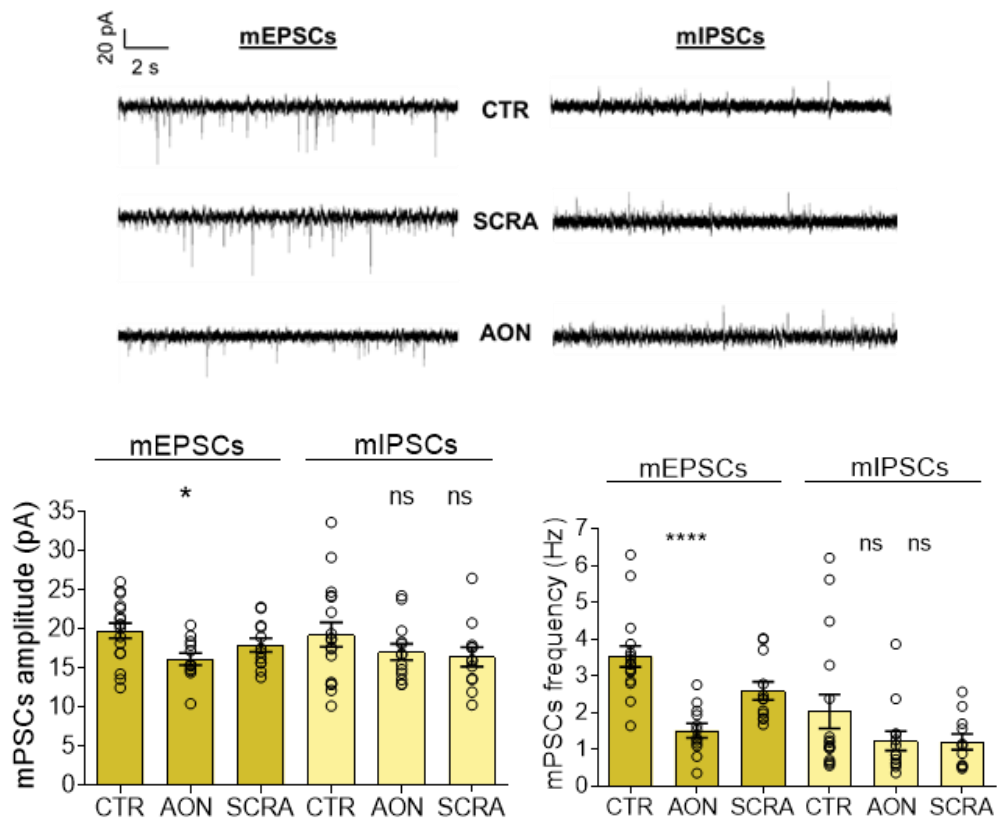 20 pA
2 s
mEPSCs
mIPSCs
CTR
SCRA
AON
mEPSCs
mIPSCs
*
ns
ns
mPSCs amplitude (pA)
35
30
25
20
15
10
5
0
CTR
AON
SCRA
CTR
AON
SCRA
mEPSCs
mIPSCs
****
ns
ns
mPSCs frequency (Hz)
7
6
5
4
3
2
1
0
CTR
AON
SCRA
CTR
AON
SCRA